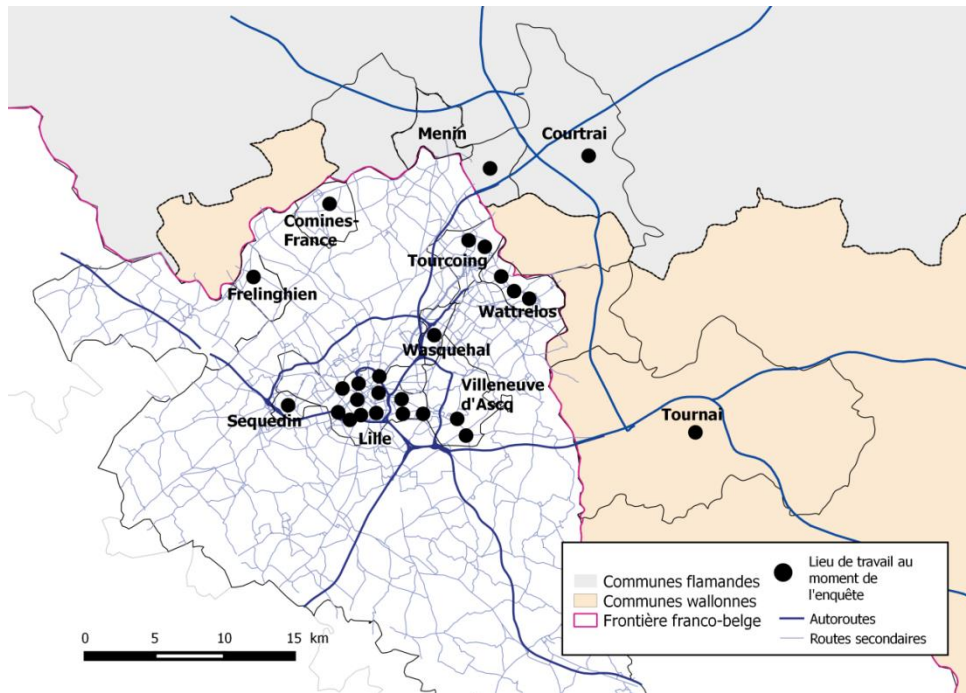 Menin
Courtrai
Comines-
France
Tourcoing
Frelinghien
Wattrelos
Wasquehal
Villeneuve
d'Ascq
Sequedin
Lille
Tournai
Communes flamandes
Communes wallonnes
Frontière franco-belge
Lieu de travail au
moment de
l'enquête
Autoroutes
Routes secondaires
0 5 10 15 km